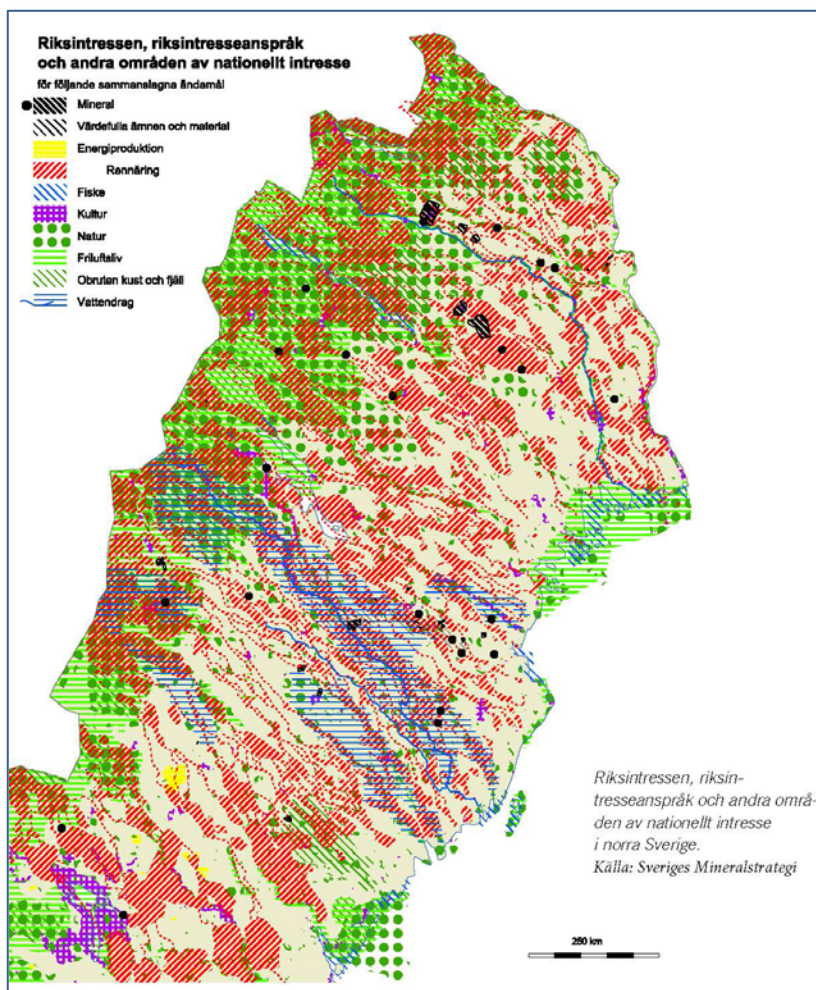 Riksintressen, riksintresseanspråk
och andra områden av nationellt intresse
för följande sammanslagna ändamål
Mineral
Värdefulla ämnen och material
Energiproduktion
Rennäring
Fiske
Kultur
Natur
Friluftsliv
Obruten kust och fjäll
Vattendrag
Riksintressen, riksin-
tresseanspråk och andra områ-
den av nationellt intresse
i norra Sverige.
Källa: Sveriges Mineralstrategi
250 km